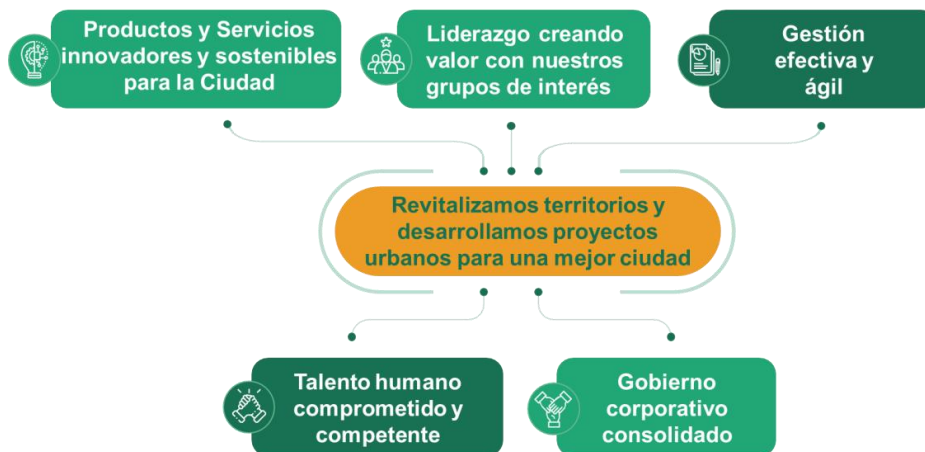 Productos y Servicios
innovadores y sostenibles
para la Ciudad
Liderazgo creando
valor con nuestros
grupos de interés
Gestión
efectiva y
ágil
Revitalizamos territorios y
desarrollamos proyectos
urbanos para una mejor ciudad
Talento humano
comprometido y
competente
Gobierno
corporativo
consolidado